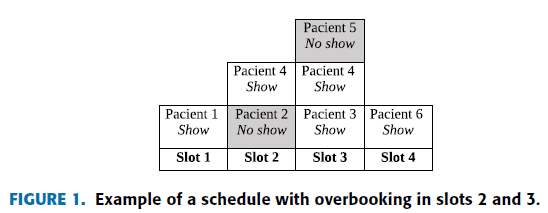 Pacient 5
No show
Pacient 4
Show
Pacient 4
Show
Pacient 1
Show
Pacient 2
No show
Pacient 3
Show
Pacient 6
Show
Slot 1
Slot 2
Slot 3
Slot 4
FIGURE 1. Example of a schedule with overbooking in slots 2 and 3.